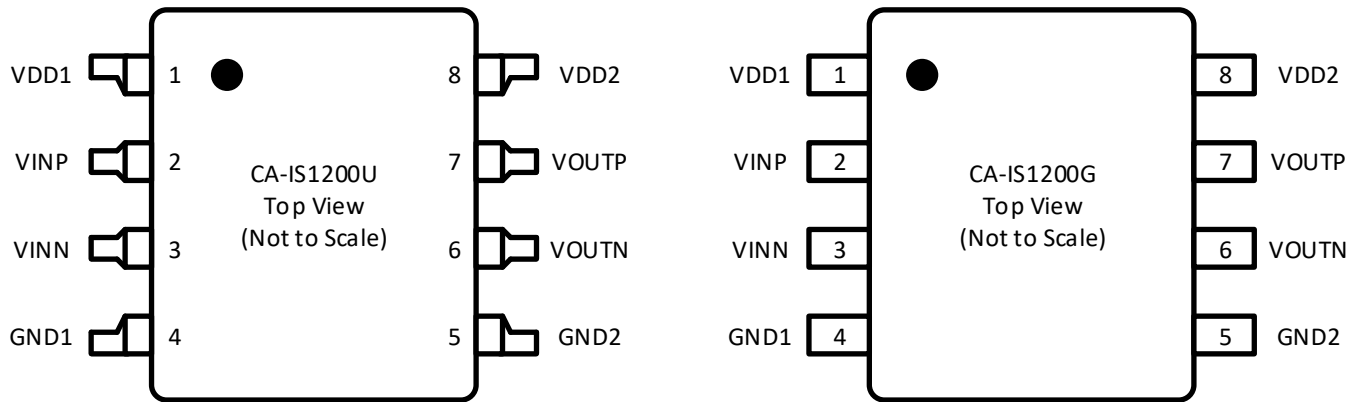 VDD1 1 8 VDD2
VINP 2 7 VOUTP
CA-IS1200U
Top View
(Not to Scale)
VINN 3 6 VOUTN
GND1 4 5 GND2
VDD1 1 8 VDD2
VINP 2 7 VOUTP
CA-IS1200G
Top View
(Not to Scale)
VINN 3 6 VOUTN
GND1 4 5 GND2